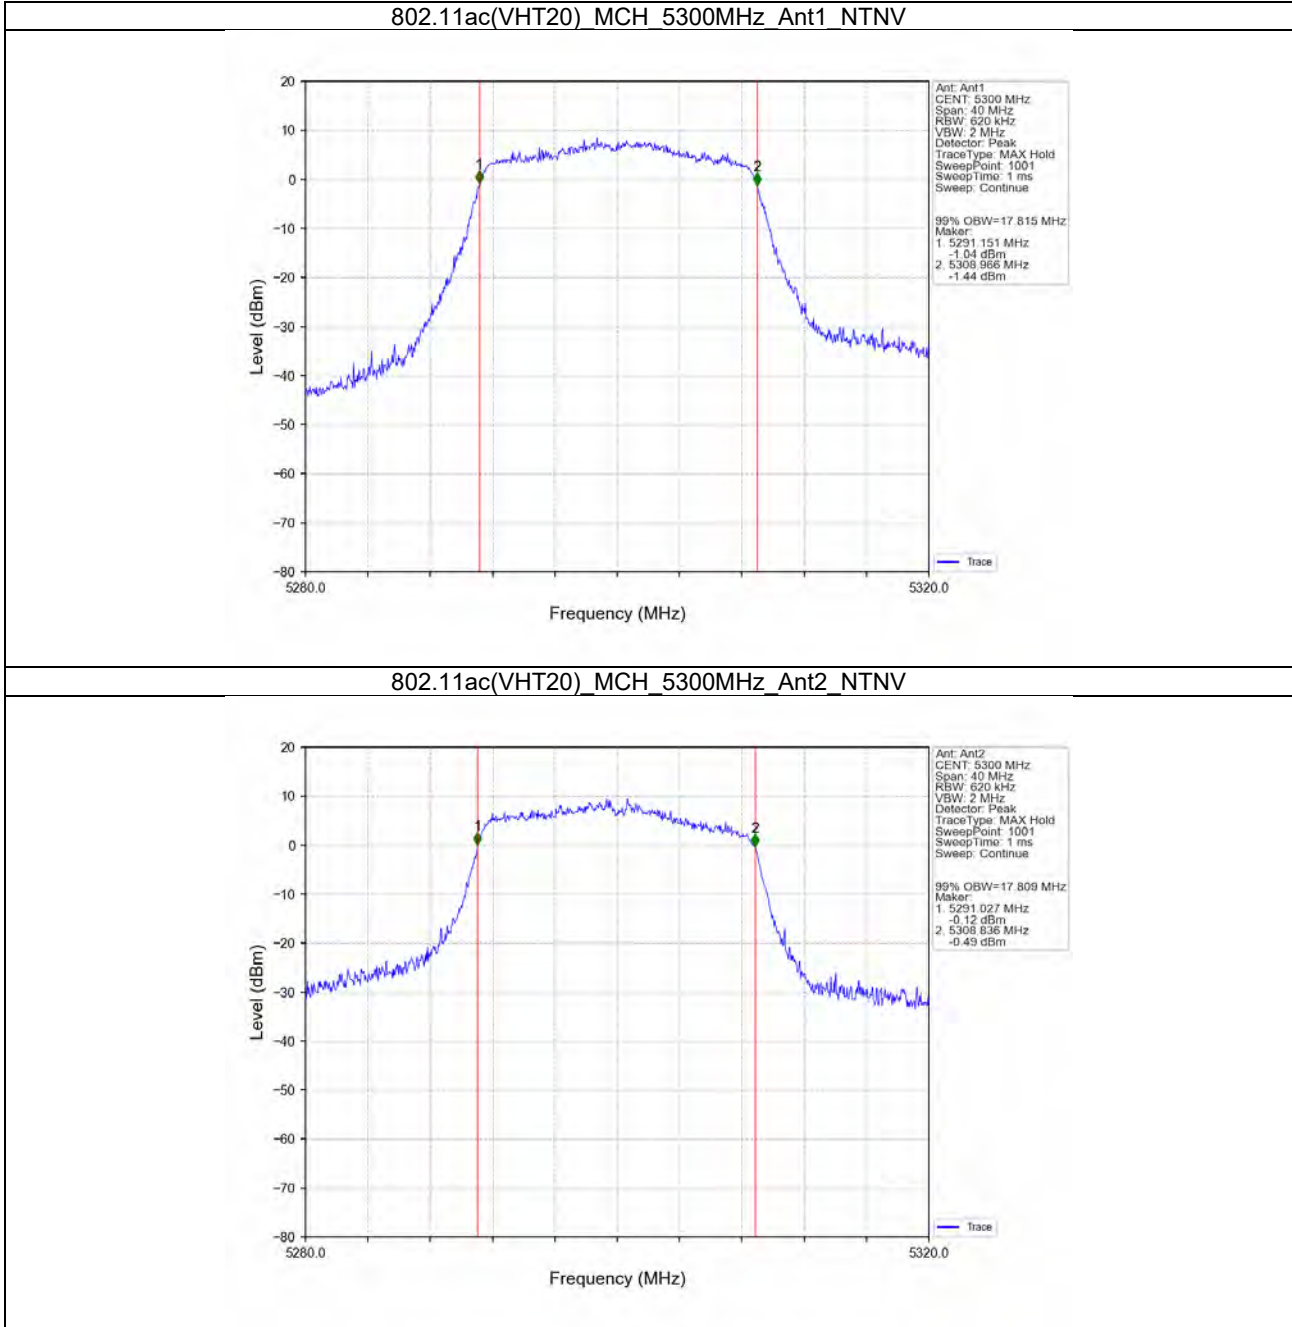 802.11ac(VHT20)_MCH_5300MHz_Ant1_NTNV
20
10
0
−10
−20
−30
−40
−50
−60
−70
−80
Level (dBm)
1
2
5280.0
5320.0
Frequency (MHz)
Ant: Ant1
CENT: 5300 MHz
Span: 40 MHz
RBW: 620 kHz
VBW: 2 MHz
Detector: Peak
TraceType: MAX Hold
SweepPoint: 1001
SweepTime: 1 ms
Sweep: Continue
99% OBW=17.815 MHz
Maker:
1. 5291.151 MHz
-1.04 dBm
2. 5308.966 MHz
-1.44 dBm
Trace
802.11ac(VHT20)_MCH_5300MHz_Ant2_NTNV
20
10
0
−10
−20
−30
−40
−50
−60
−70
−80
Level (dBm)
1
2
5280.0
5320.0
Frequency (MHz)
Ant: Ant2
CENT: 5300 MHz
Span: 40 MHz
RBW: 620 kHz
VBW: 2 MHz
Detector: Peak
TraceType: MAX Hold
SweepPoint: 1001
SweepTime: 1 ms
Sweep: Continue
99% OBW=17.809 MHz
Maker:
1. 5291.027 MHz
-0.12 dBm
2. 5308.836 MHz
-0.49 dBm
Trace